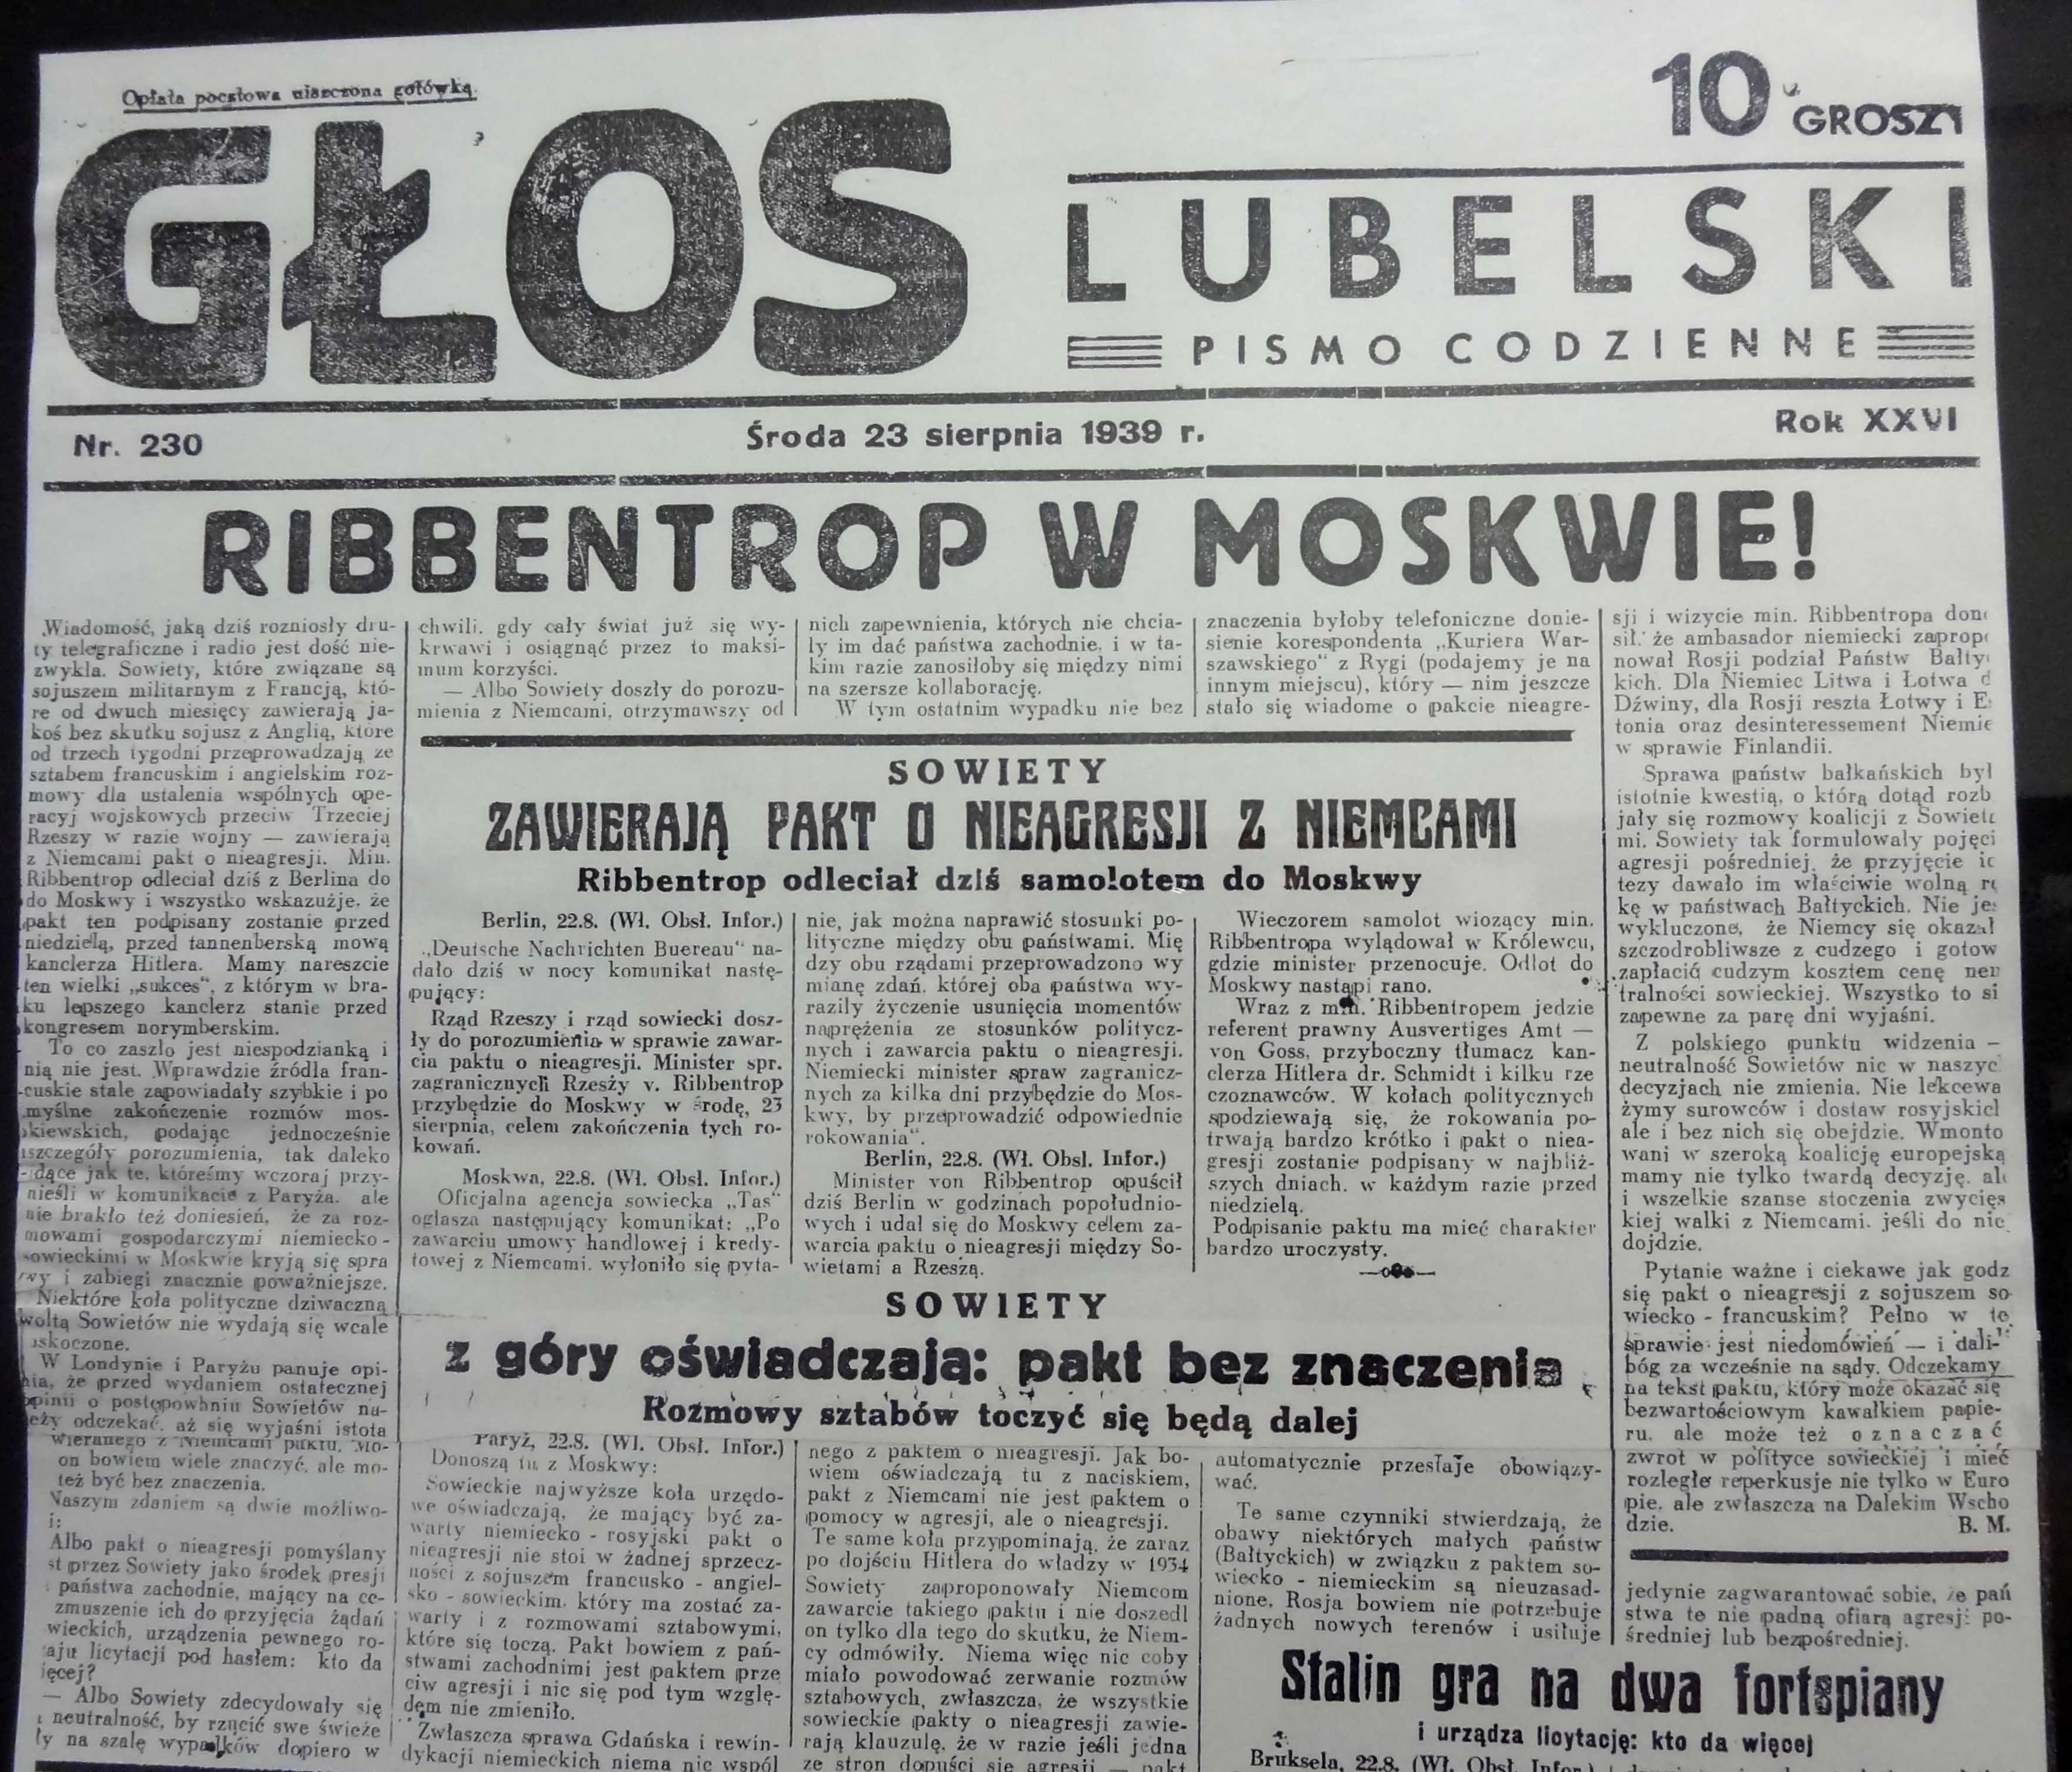 Opłata pocztowa uiszczona gotówką.
10 GROSZY
GŁOS
LUBELSKI
PISMO CODZIENNE
Nr. 230
Środa 23 sierpnia 1939 r.
Rok XXVI
RIBBENTROP W MOSKWIE!
Wiadomość, jaką dziś rozniosły dru-
ty telegraficzne i radio jest dość nie-
zwykla. Sowiety, które związane są
sojuszem militarnym z Francją, któ-
re od dwuch miesięcy zawierają ja-
koś bez skutku sojusz z Anglią, które
od trzech tygodni przeprowadzają ze
sztabem francuskim i angielskim roz-
mowy dla ustalenia wspólnych ope-
racyj wojskowych przeciw Trzeciej
Rzeszy w razie wojny — zawierają
z Niemcami pakt o nieagresji. Min.
Ribbentrop odleciał dziś z Berlina do
do Moskwy i wszystko wskazużje, że
pakt ten podpisany zostanie przed
niedzielą, przed tannenberską mową
kanclerza Hitlera. Mamy nareszcie
ten wielki „sukces", z którym w bra-
ku lepszego kanclerz stanie przed
kongresem norymberskim.
To co zaszło jest niespodzianką i
nią nie jest. Wprawdzie źródła fran-
cuskie stale zapowiadały szybkie i po
myślne zakończenie rozmów mos-
kiewskich, podając jednocześnie
szczegóły porozumienia, tak daleko
idące jak te, któreśmy wczoraj przy-
nieśli w komunikacie z Paryża. ale
nie brakło też doniesień, że za roz-
mowami gospodarczymi niemiecko-
sowieckimi w Moskwie kryją się spra
wy i zabiegi znacznie poważniejsze.
Niektóre koła polityczne dziwaczną
woltą Sowietów nie wydają się wcale
zaskoczone.
W Londynie i Paryżu panuje opi-
nia, że przed wydaniem ostatecznej
opinii o postępowhniu Sowietów na-
leży odczekać. aż się wyjaśni istota
wieranego z Niemcami paktu. Mo-
on bowiem wiele znaczyć. ale mo-
też być bez znaczenia.
Naszym zdaniem są dwie możliwo-
i:
Albo pakt o nieagresji pomyślany
st przez Sowiety jako środek presji
państwa zachodnie, mający na ce-
zmuszenie ich do przyjęcia żądań
wieckich, urządzenia pewnego ro-
aju licytacji pod hasłem: kto da
ięcej?
— Albo Sowiety zdecydowały się
neutralność, by rzucić swe świeże
ły na szalę wypadków dopiero w
chwili. gdy cały świat już się wy-
krwawi i osiągnąć przez to maksi-
mum korzyści.
— Albo Sowiety doszły do porozu-
mienia z Niemcami, otrzymawszy od
nich zapewnienia, których nie chcia-
ły im dać państwa zachodnie, i w ta-
kim razie zanosiłoby się między nimi
na szersze kollaborację.
W tym ostatnim wypadku nie bez
znaczenia byłoby telefoniczne donie-
sienie korespondenta „Kuriera War-
szawskiego" z Rygi (podajemy je na
innym miejscu), który — nim jeszcze
stało się wiadome o pakcie nieagre-
sji i wizycie min. Ribbentropa don
sił: że ambasador niemiecki zapropo
nował Rosji podział Państw Bałty
kich. Dla Niemiec Litwa i Łotwa d
Dźwiny, dla Rosji reszta Łotwy i E
tonia oraz desinteressement Niemie
w sprawie Finlandii.
Sprawa państw bałkańskich był
istotnie kwestią, o którą dotąd rozb
jały się rozmowy koalicji z Sowieta
mi. Sowiety tak formułowały pojęci
agresji pośredniej, że przyjęcie ic
tezy dawało im właściwie wolną rę
kę w państwach Bałtyckich. Nie je
wykluczone, że Niemcy się okazał
szczodrobliwsze z cudzego i gotow
zapłacić cudzym kosztem cenę neu
tralności sowieckiej. Wszystko to si
zapewne za parę dni wyjaśni.
Z polskiego punktu widzenia —
neutralność Sowietów nic w naszyc
decyzjach nie zmienia. Nie lekcewa
żymy surowców i dostaw rosyjskich
ale i bez nich się obejdzie. Wmonto
wani w szeroką koalicję europejską
mamy nie tylko twardą decyzję, ale
i wszelkie szanse stoczenia zwycięs
kiej walki z Niemcami. jeśli do nic
dojdzie.
Pytanie ważne i ciekawe jak godz
się pakt o nieagresji z sojuszem so-
wiecko - francuskim? Pełno w te
sprawie jest niedomówień — i dali-
bóg za wcześnie na sądy. Odczekamy
na tekst paktu, który może okazać się
bezwartościowym kawałkiem papie-
ru. ale może też oznaczać
zwrot w polityce sowieckiej i mieć
rozległe reperkusje nie tylko w Euro
pie, ale zwłaszcza na Dalekim Wscho
dzie. B. M.
SOWIETY
ZAWIERAJĄ PAKT O NIEAGRESJI Z NIEMCAMI
Ribbentrop odleciał dziś samolotem do Moskwy
Berlin, 22.8. (Wł. Obsł. Infor.)
„Deutsche Nachrichten Buereau" na-
dało dziś w nocy komunikat nastę-
pujący:
Rząd Rzeszy i rząd sowiecki dosz-
ły do porozumienia w sprawie zawar-
cia paktu o nieagresji. Minister spr.
zagranicznych Rzesży v. Ribbentrop
przybędzie do Moskwy w środę, 23
sierpnia, celem zakończenia tych ro-
kowań.
Moskwa, 22.8. (Wł. Obsl. Infor.)
Oficjalna agencja sowiecka „Tas"
ogłasza następujący komunikat: „Po
zawarciu umowy handlowej i kredy-
towej z Niemcami. wyłoniło się pyta-
nie, jak można naprawić stosunki po-
lityczne między obu państwami. Mię
dzy obu rządami przeprowadzono wy
mianę zdań, której oba państwa wy-
raziły życzenie usunięcia momentów
naprężenia ze stosunków politycz-
nych i zawarcia paktu o nieagresji.
Niemiecki minister spraw zagranicz-
nych za kilka dni przybędzie do Mos-
kwy, by przeprowadzić odpowiednie
rokowania".
Berlin, 22.8. (Wł. Obsl. Infor.)
Minister von Ribbentrop opuścił
dziś Berlin w godzinach popołudnio-
wych i udał się do Moskwy celem za-
warcia paktu o nieagresji między So-
wietami a Rzeszą.
Wieczorem samolot wiozący min.
Ribbentropa wylądował w Królewcu,
gdzie minister przenocuje. Odlot do
Moskwy nastąpi rano.
Wraz z min. Ribbentropem jedzie
referent prawny Ausvertiges Amt —
von Goss, przyboczny tłumacz kan-
clerza Hitlera dr. Schmidt i kilku rze
czoznawców. W kołach politycznych
spodziewają się, że rokowania po-
trwają bardzo krótko i pakt o niea-
gresji zostanie podpisany w najbliż-
szych dniach. w każdym razie przed
niedzielą.
Podpisanie paktu ma mieć charakter
bardzo uroczysty.
SOWIETY
z góry oświadczają: pakt bez znaczenia
Rozmowy sztabów toczyć się będą dalej
Paryż, 22.8. (Wł. Obsł. Infor.)
Donoszą tu z Moskwy:
Sowieckie najwyższe koła urzędo-
we oświadczają, że mający być za-
warty niemiecko - rosyjski pakt o
nieagresji nie stoi w żadnej sprzecz-
ności z sojuszem francusko - angiel-
sko - sowieckim, który ma zostać za-
warty i z rozmowami sztabowymi,
które się toczą. Pakt bowiem z pań-
stwami zachodnimi jest paktem prze
ciw agresji i nic się pod tym wzglę-
dem nie zmieniło.
Zwłaszcza sprawa Gdańska i rewin-
dykacji niemieckich niema nic wspól
nego z paktem o nieagresji. Jak bo-
wiem oświadczają tu z naciskiem,
pakt z Niemcami nie jest paktem o
pomocy w agresji, ale o nieagresji.
Te same koła przypominają, że zaraz
po dojściu Hitlera do władzy w 1934
Sowiety zaproponowały Niemcom
zawarcie takiego paktu i nie doszedł
on tylko dla tego do skutku, że Niem-
cy odmówiły. Niema więc nic coby
miało powodować zerwanie rozmów
sztabowych, zwłaszcza, że wszystkie
sowieckie pakty o nieagresji zawie-
rają klauzulę, że w razie jeśli jedna
ze stron dopuści się agresji — pakt
automatycznie przestaje obowiązy-
wać.
Te same czynniki stwierdzają, że
obawy niektórych małych państw
(Bałtyckich) w związku z paktem so-
wiecko - niemieckim są nieuzasad-
nione, Rosja bowiem nie potrzebuje
żadnych nowych terenów i usiłuje
jedynie zagwarantować sobie, że pań
stwa te nie padną ofiarą agresji po-
średniej lub bezpośredniej.
Stalin gra na dwa fortepiany
i urządza licytację: kto da więcej
Bruksela, 22.8. (Wł. Obsł. Infor.)